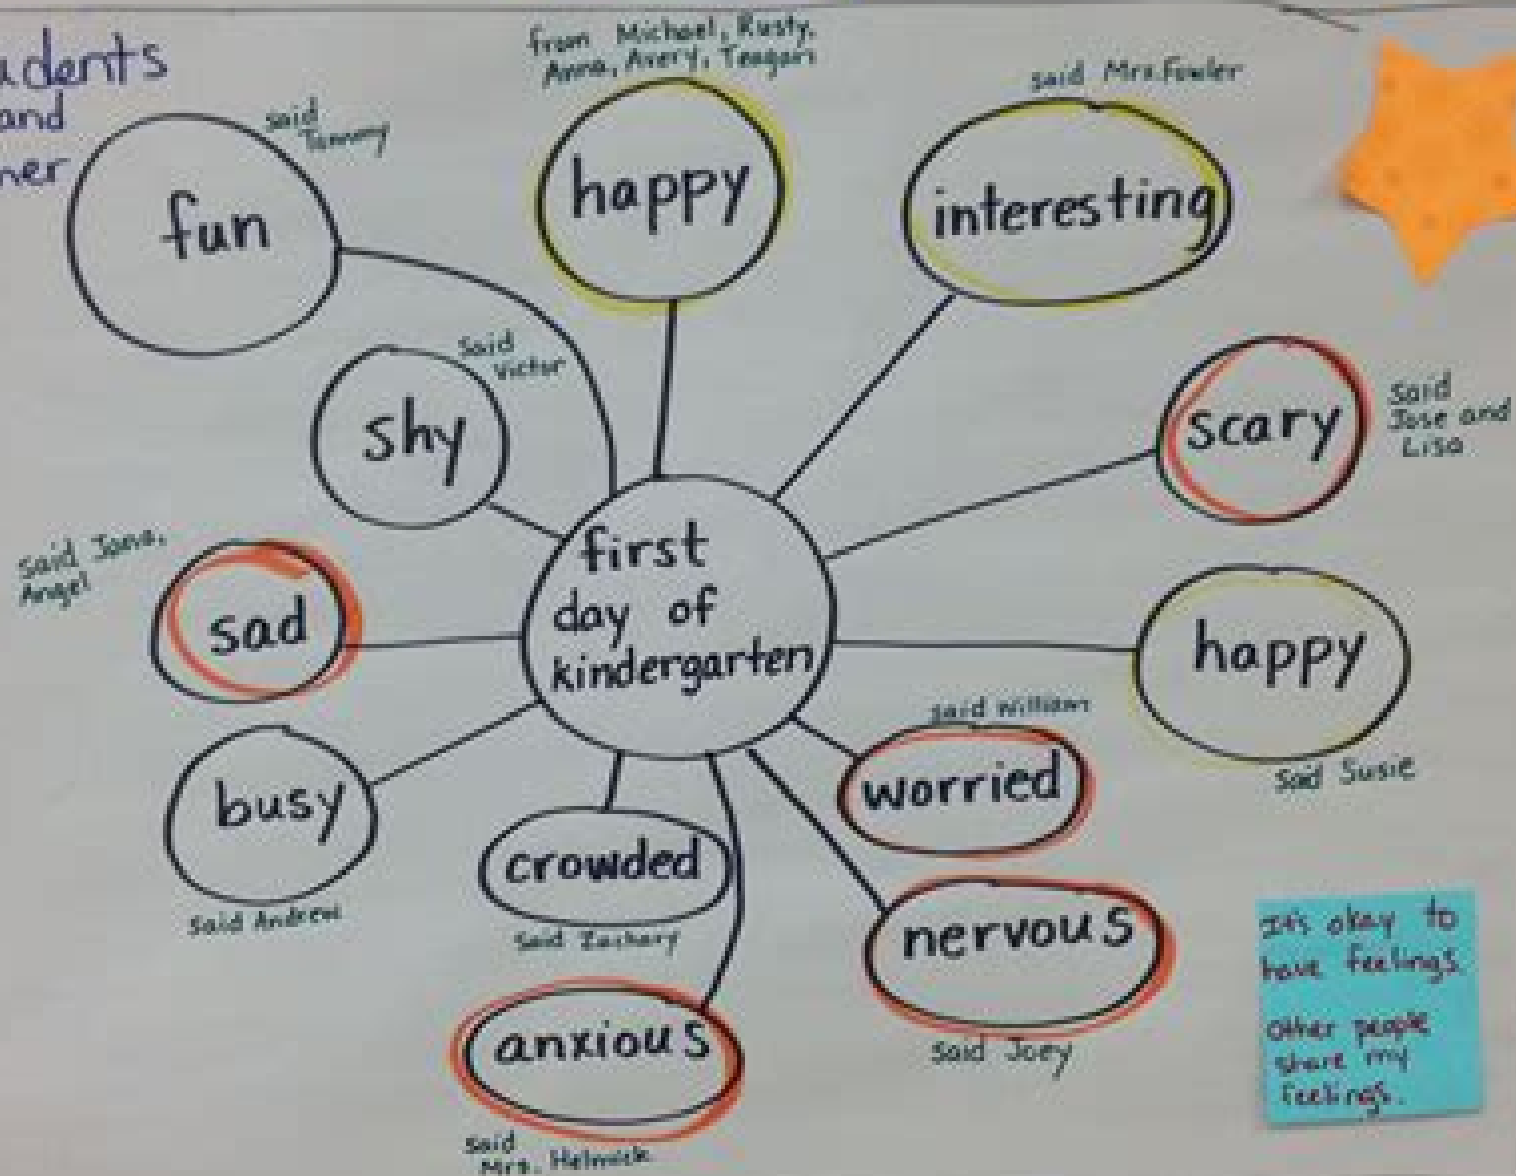 udents
and
ner
said
Tommy
fun
from Michael, Rusty,
Anna, Avery, Teagan
happy
said Mrs. Fowler
interesting
said
Victor
shy
scary
said
Jose and
Lisa
said Jana,
Angel
sad
first
day of
kindergarten
happy
said Susie
said William
worried
busy
said Andrew
crowded
said Zachary
nervous
said Joey
anxious
said
Mrs. Helmick
It's okay to
have feelings.
Other people
share my
feelings.